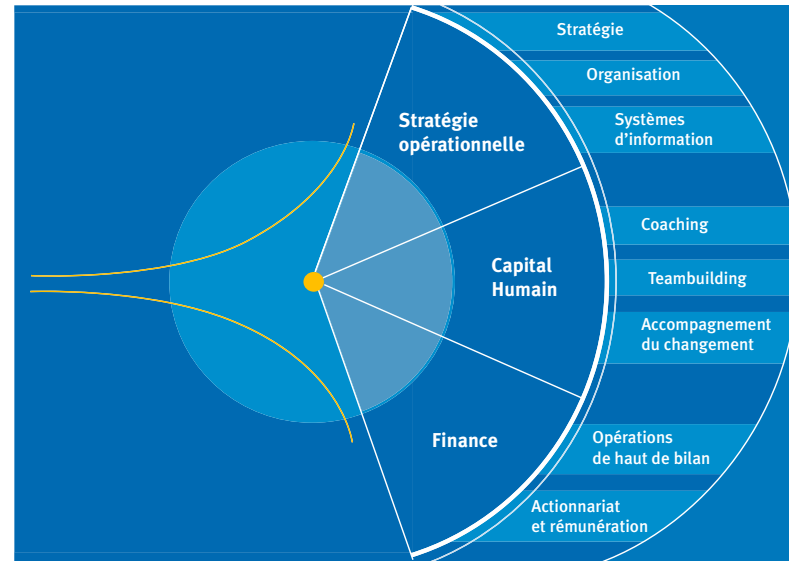 Stratégie
Organisation
Systèmes
d'information
Stratégie
opérationnelle
Coaching
Teambuilding
Accompagnement
du changement
Capital
Humain
Opérations
de haut de bilan
Actionnariat
et rémunération
Finance